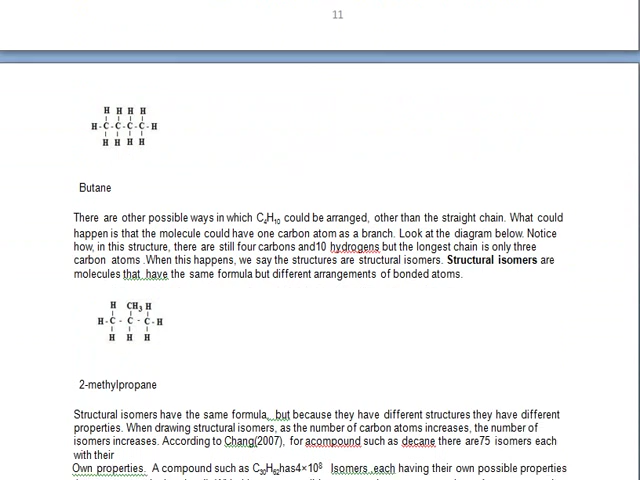 11
H H H H
H-C-C-C-C-H
H H H H
Butane
There are other possible ways in which C₄H₁₀ could be arranged, other than the straight chain. What could
happen is that the molecule could have one carbon atom as a branch. Look at the diagram below. Notice
how, in this structure, there are still four carbons and10 hydrogens but the longest chain is only three
carbon atoms .When this happens, we say the structures are structural isomers. Structural isomers are
molecules that have the same formula but different arrangements of bonded atoms.
H CH₃ H
H-C - C - C-H
H H H
2-methylpropane
Structural isomers have the same formula, but because they have different structures they have different
properties. When drawing structural isomers, as the number of carbon atoms increases, the number of
isomers increases. According to Chang(2007), for acompound such as decane there are75 isomers each
with their
Own properties. A compound such as C₃₀H₆₂has4×10⁸ Isomers ,each having their own possible properties